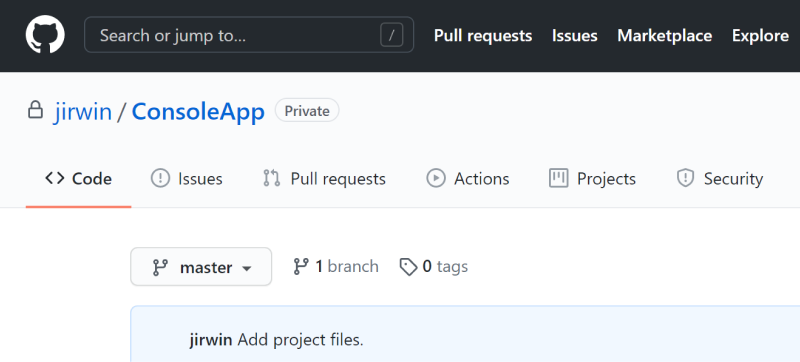 Search or jump to... / Pull requests Issues Marketplace Explore
jirwin / ConsoleApp Private
Code Issues Pull requests Actions Projects Security
master 1 branch 0 tags
jirwin Add project files.